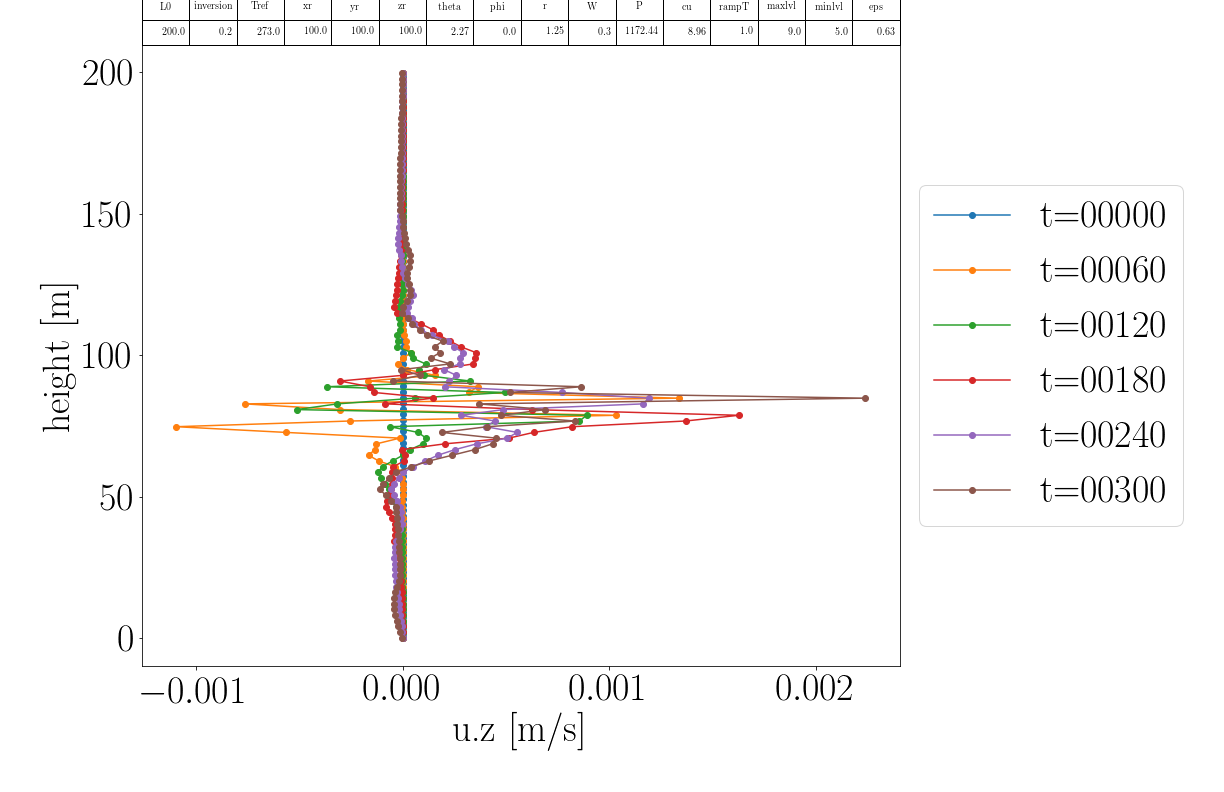 L0 inversion Tref xr yr zr theta phi r W P cu rampT maxlvl minlvl eps
200.0 0.2 273.0 100.0 100.0 100.0 2.27 0.0 1.25 0.3 1172.44 8.96 1.0 9.0 5.0 0.63
200
150
100
50
0
height [m]
−0.001 0.000 0.001 0.002
u.z [m/s]
t=00000
t=00060
t=00120
t=00180
t=00240
t=00300